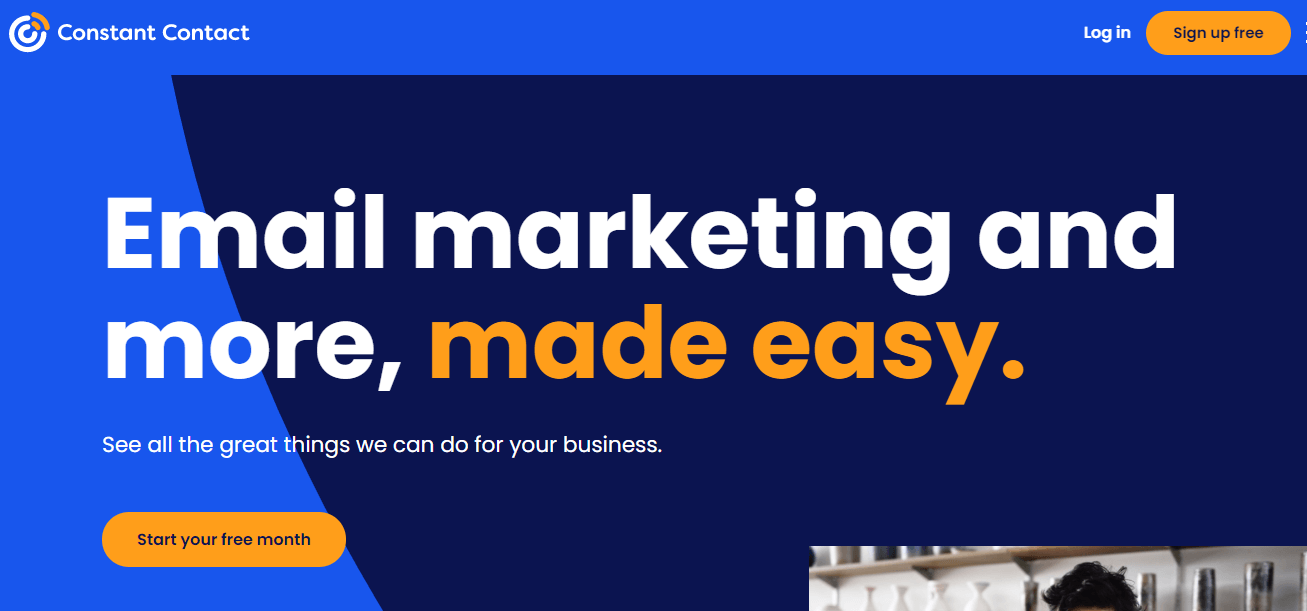 Constant Contact
Log in
Sign up free
Email marketing and
more, made easy.
See all the great things we can do for your business.
Start your free month